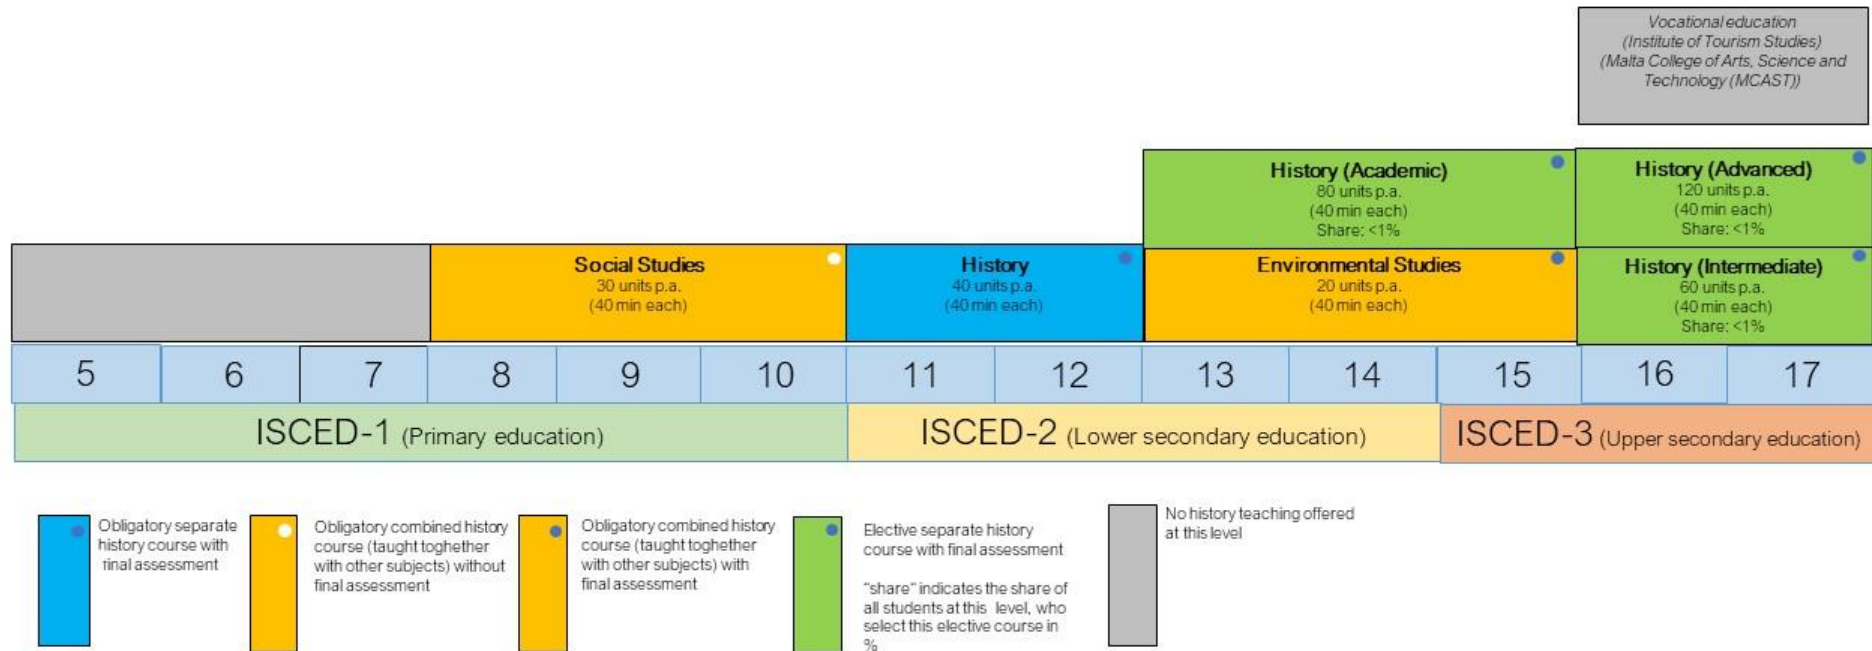 Vocational education
(Institute of Tourism Studies)
(Malta College of Arts, Science and
Technology (MCAST))
History (Academic)
80 units p.a.
(40 min each)
Share: <1%
History (Advanced)
120 units p.a.
(40 min each)
Share: <1%
Social Studies
30 units p.a.
(40 min each)
History
40 units p.a.
(40 min each)
Environmental Studies
20 units p.a.
(40 min each)
History (Intermediate)
60 units p.a.
(40 min each)
Share: <1%
5 6 7 8 9 10 11 12 13 14 15 16 17
ISCED-1 (Primary education)
ISCED-2 (Lower secondary education)
ISCED-3 (Upper secondary education)
Obligatory separate
history course with
final assessment
Obligatory combined history
course (taught toghether
with other subjects) without
final assessment
Obligatory combined history
course (taught toghether
with other subjects) with
final assessment
Elective separate history
course with final assessment
"share" indicates the share of
all students at this level, who
select this elective course in
%
No history teaching offered
at this level